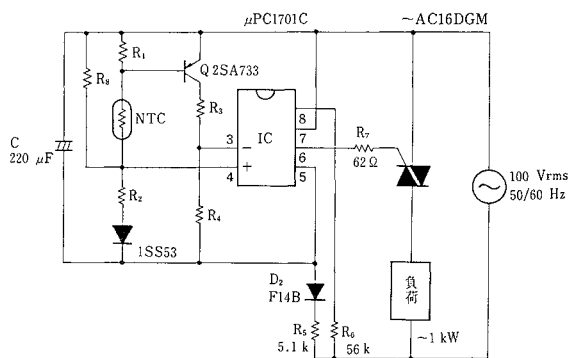 μPC1701C
~AC16DGM
R₁
Q 2SA733
R₈
NTC
R₃
IC
8
7
6
5
3
4
−
+
R₇
62 Ω
C
220 μF
R₂
R₄
1SS53
100 Vrms
50/60 Hz
D₂
F14B
負荷
R₅
5.1 k
R₆
56 k
~1 kW